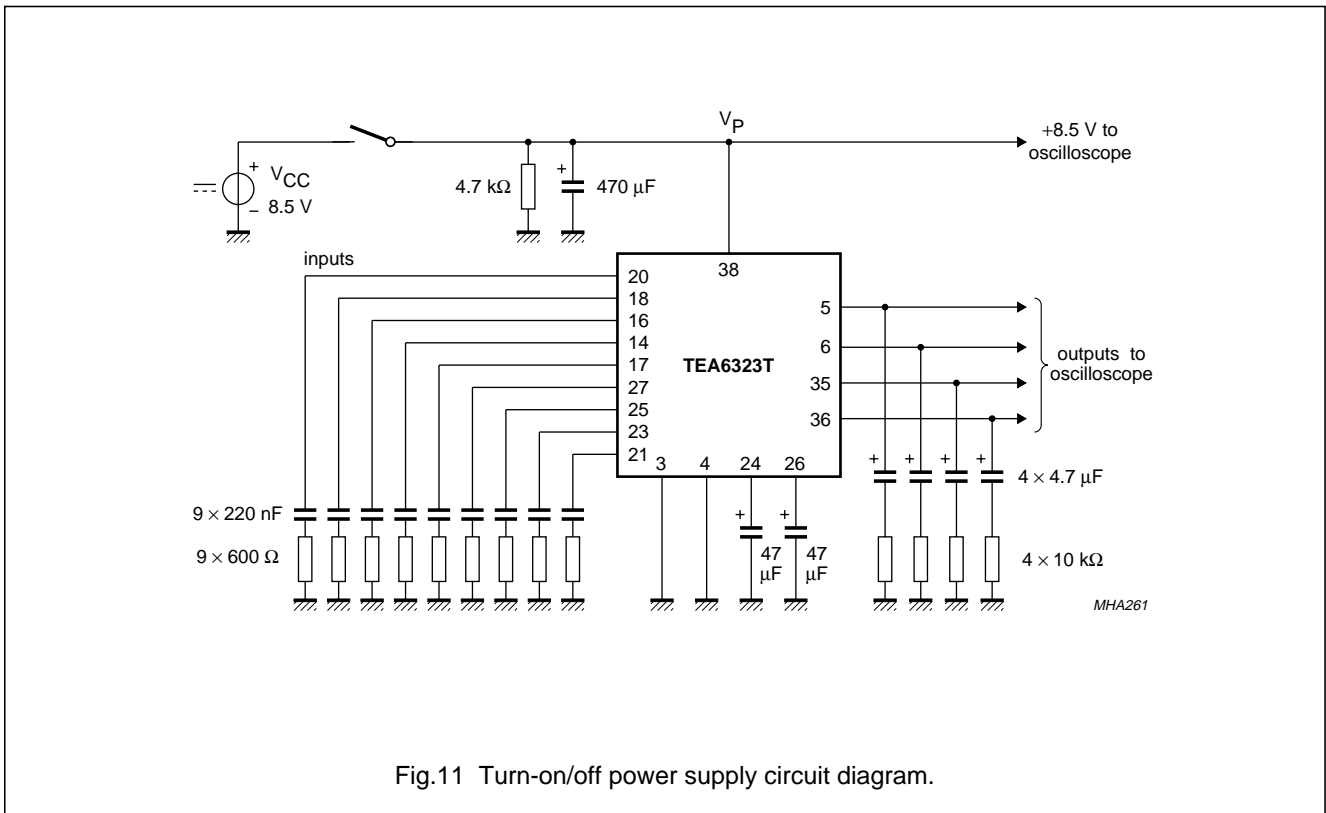 V_P
+8.5 V to
oscilloscope
+
V_CC
8.5 V
−
4.7 kΩ
+
470 μF
inputs
38
20
18
16
14
17
27
25
23
21
TEA6323T
5
6
35
36
outputs to
oscilloscope
3 4 24 26
+ + + +
4 × 4.7 μF
9 × 220 nF
+ +
47 47
μF μF
9 × 600 Ω
4 × 10 kΩ
MHA261
Fig.11 Turn-on/off power supply circuit diagram.